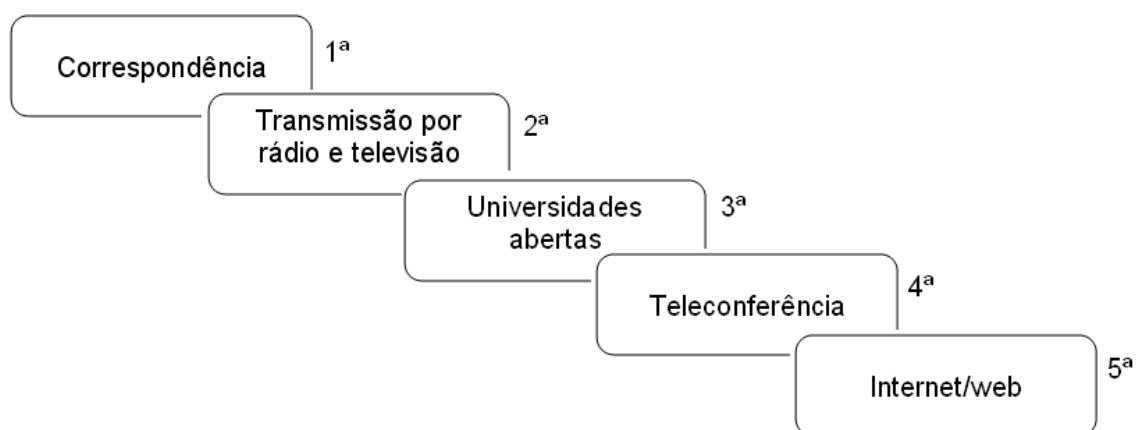 Correspondência
1ª
Transmissão por
rádio e televisão
2ª
Universidades
abertas
3ª
Teleconferência
4ª
Internet/web
5ª